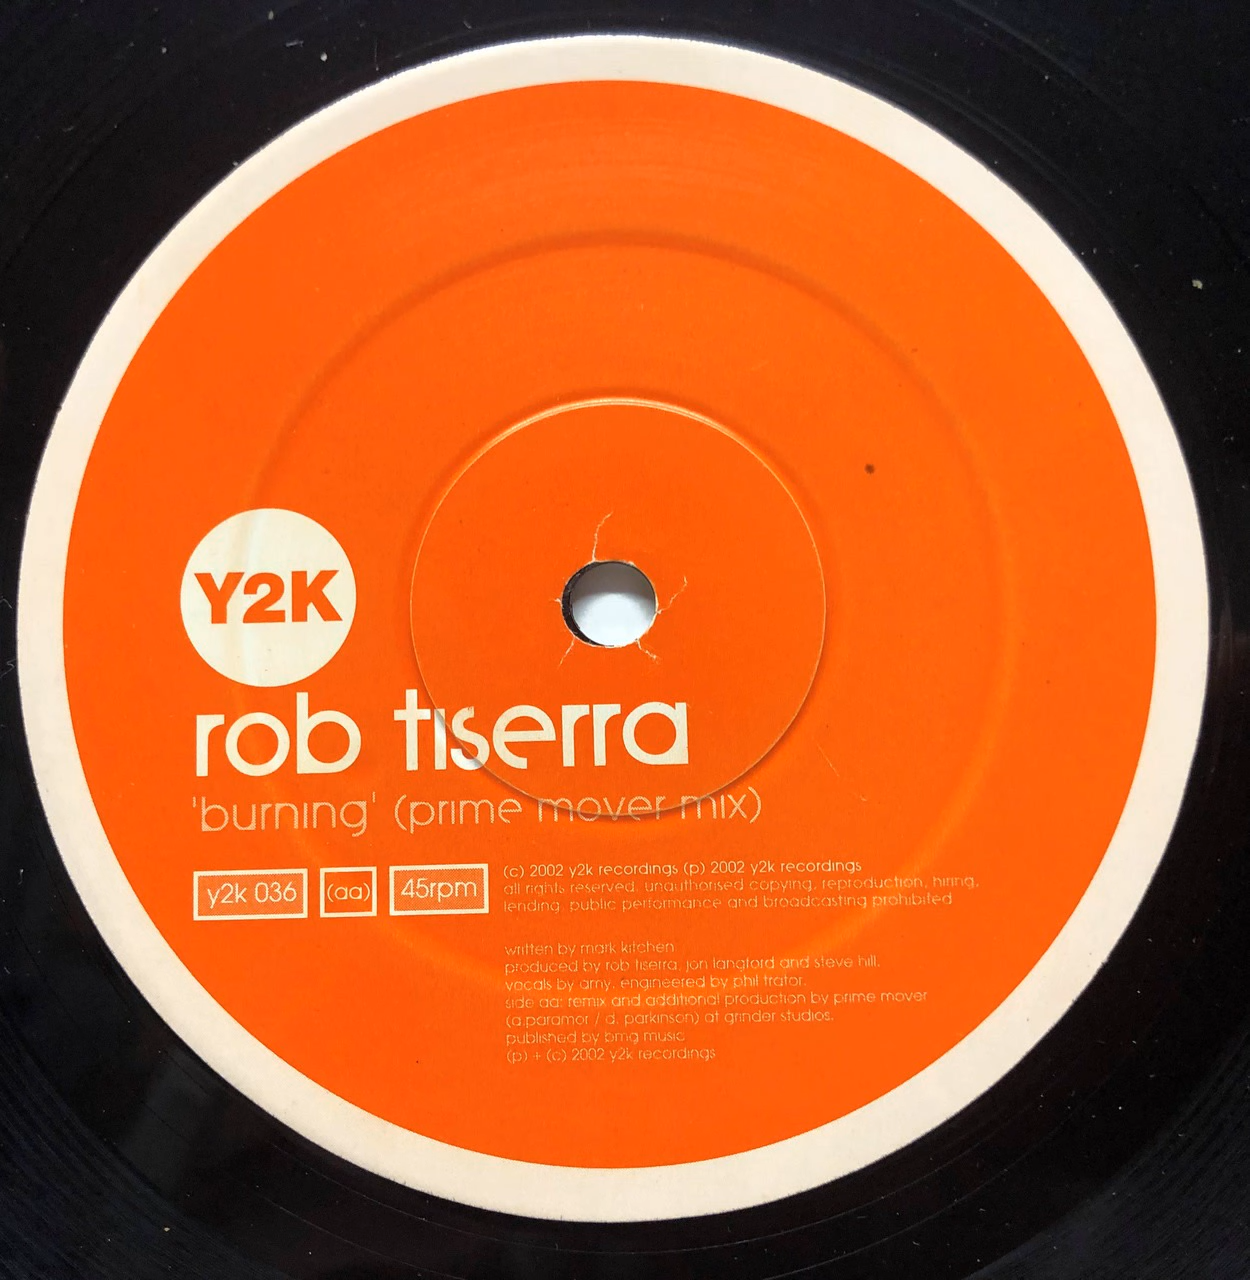 Y2K
rob tiserra
'burning' (prime mover mix)
y2k 036 (aa) 45rpm
(c) 2002 y2k recordings (p) 2002 y2k recordings
all rights reserved. unauthorised copying, reproduction, hiring,
lending, public performance and broadcasting prohibited
written by mark kitchen
produced by rob tiserra, jon langford and steve hill.
vocals by amy. engineered by phil trator.
side aa: remix and additional production by prime mover
(a.paramor / d. parkinson) at grinder studios.
published by bmg music
(p) + (c) 2002 y2k recordings